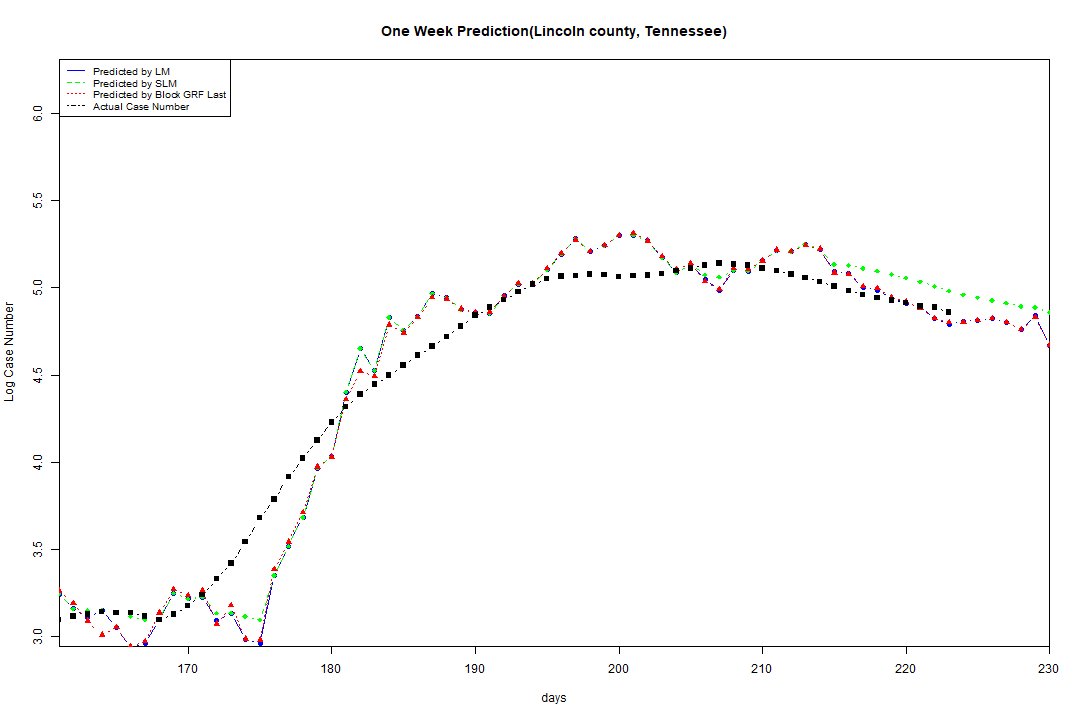 One Week Prediction(Lincoln county, Tennessee)
Predicted by LM
Predicted by SLM
Predicted by Block GRF Last
Actual Case Number
6.0
5.5
5.0
4.5
4.0
3.5
3.0
Log Case Number
170 180 190 200 210 220 230
days